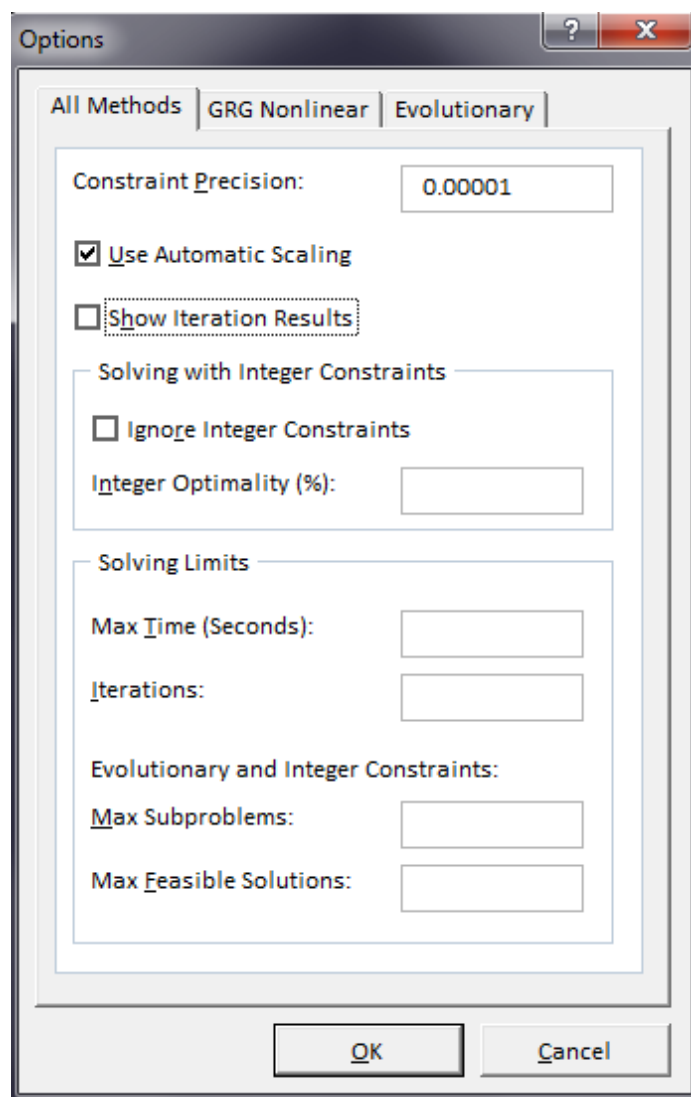 Options
?
X
All Methods
GRG Nonlinear
Evolutionary
Constraint Precision:
0.00001
Use Automatic Scaling
Show Iteration Results
Solving with Integer Constraints
Ignore Integer Constraints
Integer Optimality (%):
Solving Limits
Max Time (Seconds):
Iterations:
Evolutionary and Integer Constraints:
Max Subproblems:
Max Feasible Solutions:
OK
Cancel